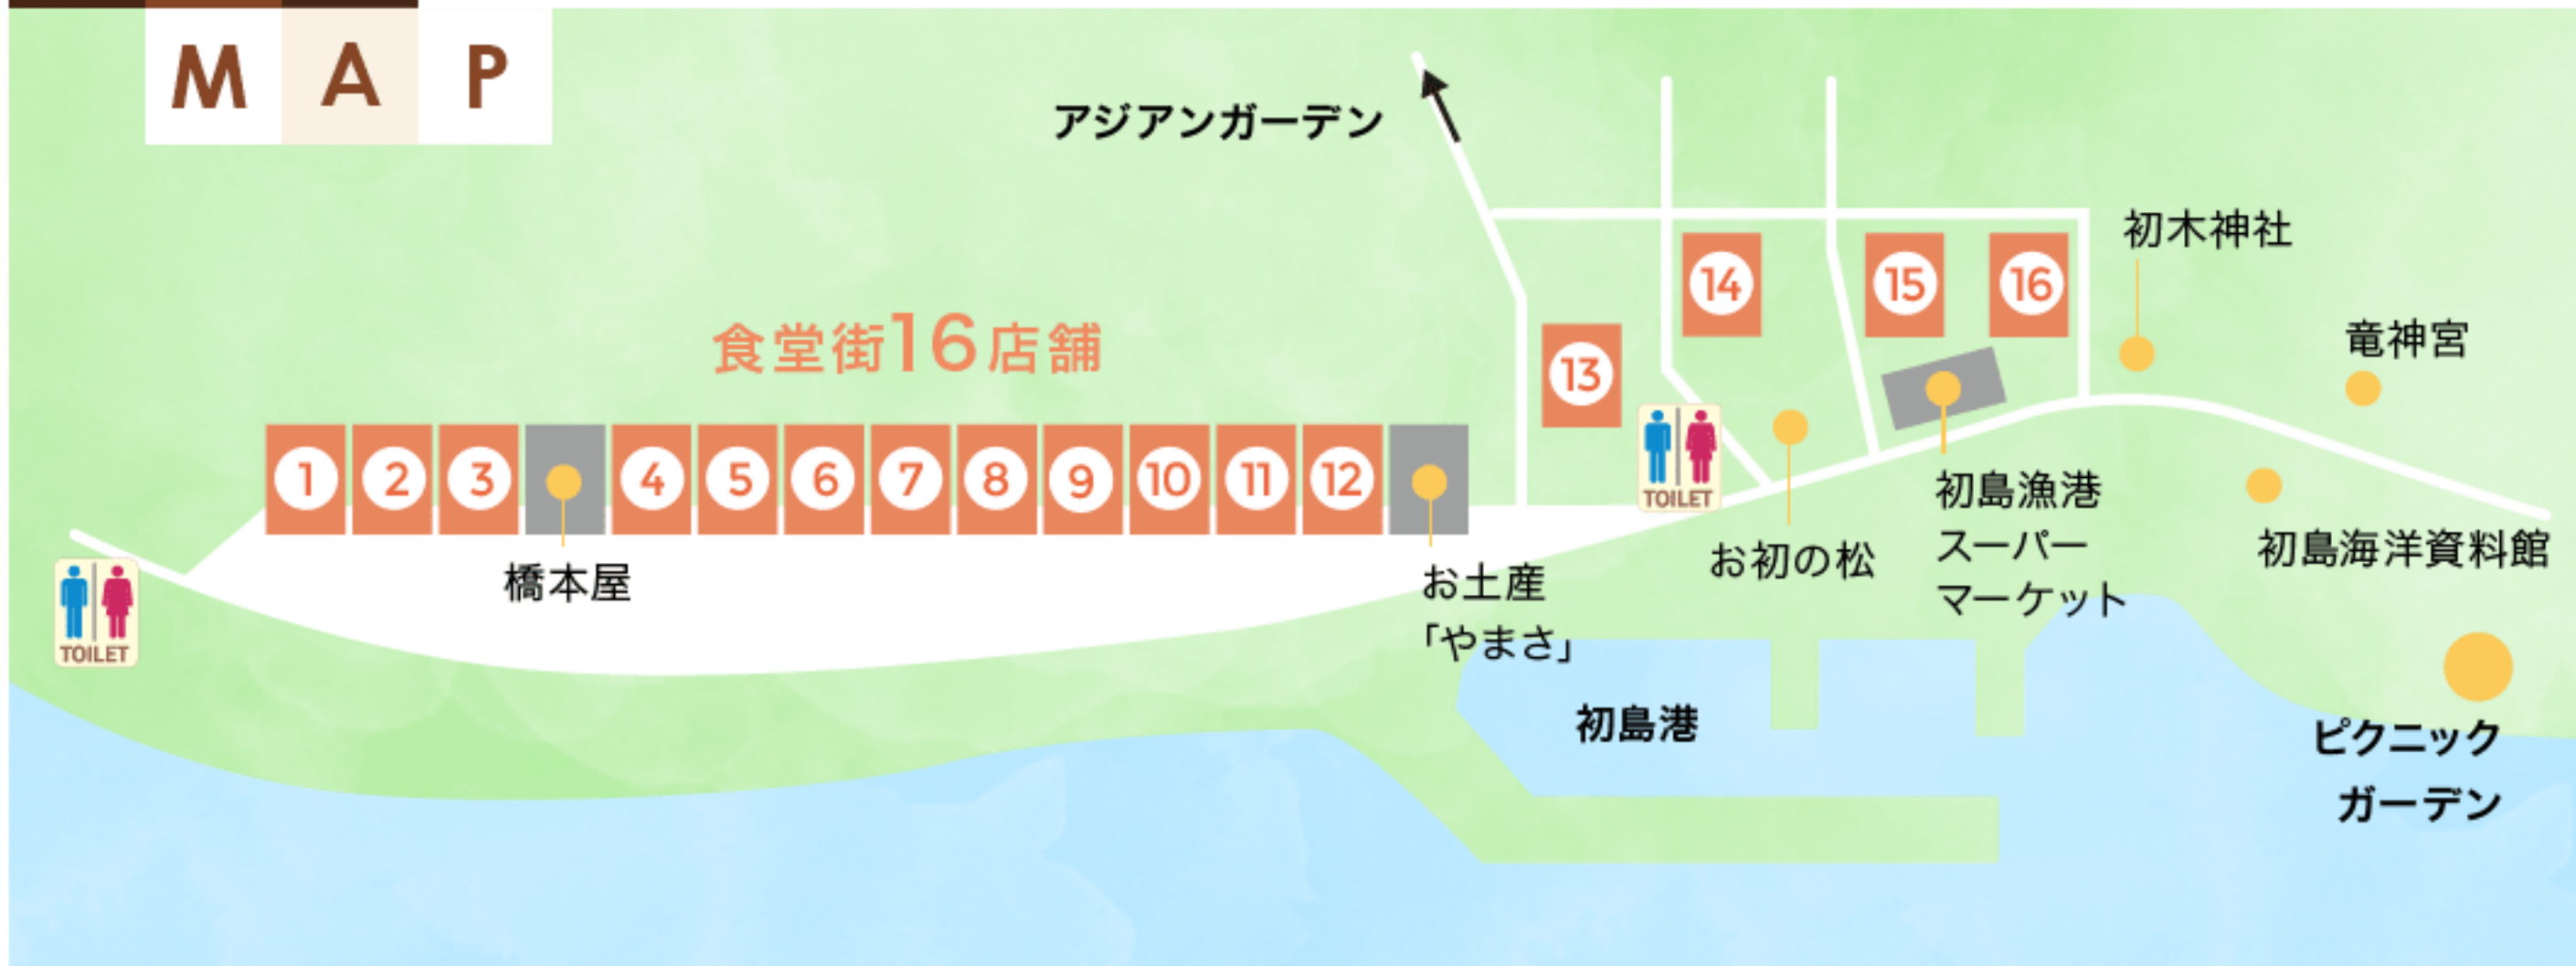 MAP
アジアンガーデン
初木神社
竜神宮
食堂街16店舗
14
15
16
13
1
2
3
4
5
6
7
8
9
10
11
12
TOILET
橋本屋
お土産
「やまさ」
お初の松
初島漁港
スーパー
マーケット
初島海洋資料館
TOILET
初島港
ピクニック
ガーデン